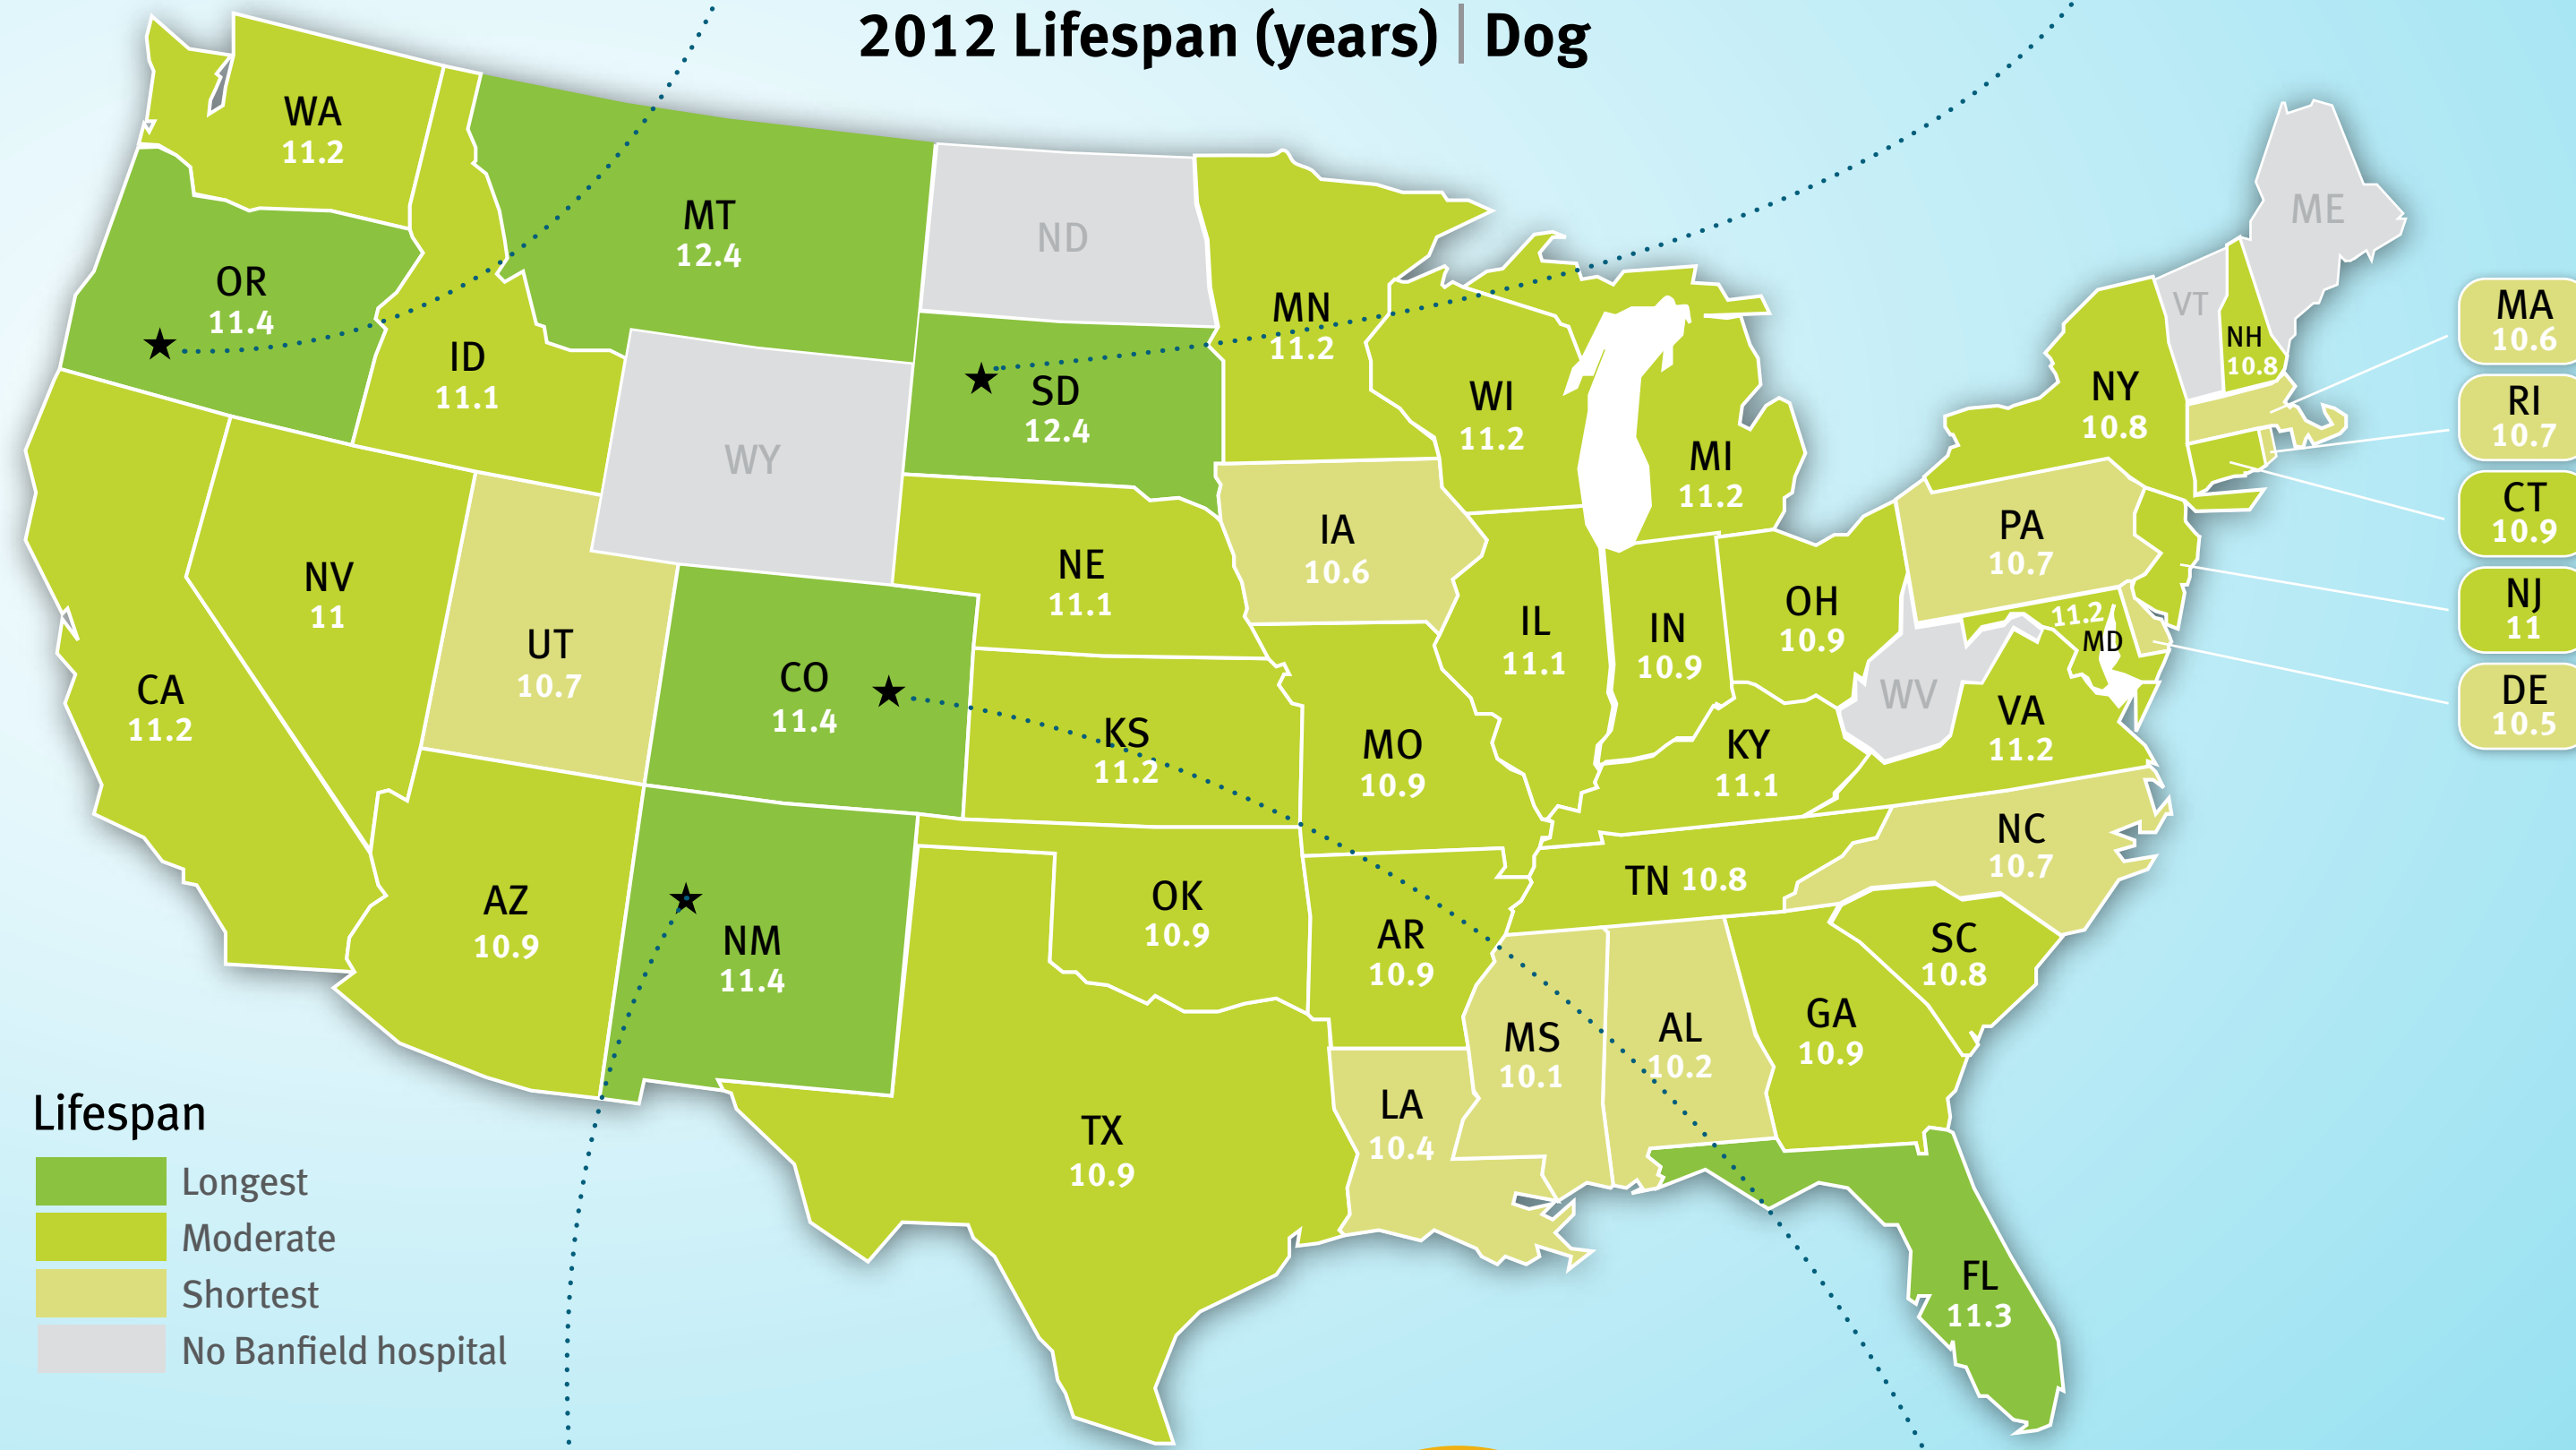 2012 Lifespan (years) | Dog
WA
11.2
OR
11.4
MT
12.4
ID
11.1
ND
MN
11.2
SD
12.4
WY
WI
11.2
MI
11.2
ME
VT
NH
10.8
NY
10.8
MA
10.6
RI
10.7
CT
10.9
NJ
11
DE
10.5
NV
11
UT
10.7
CA
11.2
CO
11.4
NE
11.1
IA
10.6
KS
11.2
MO
10.9
IL
11.1
IN
10.9
OH
10.9
PA
10.7
11.2
MD
WV
VA
11.2
KY
11.1
NC
10.7
TN 10.8
SC
10.8
AZ
10.9
NM
11.4
OK
10.9
AR
10.9
MS
10.1
AL
10.2
GA
10.9
LA
10.4
TX
10.9
FL
11.3
Lifespan
Longest
Moderate
Shortest
No Banfield hospital